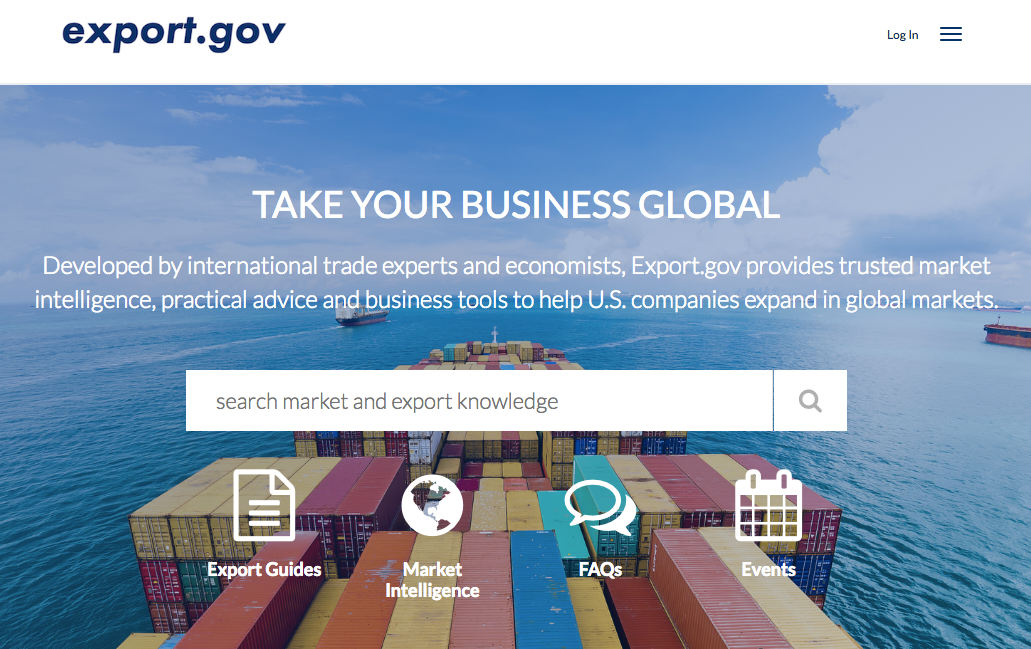 export.gov
Log In
TAKE YOUR BUSINESS GLOBAL
Developed by international trade experts and economists, Export.gov provides trusted market
intelligence, practical advice and business tools to help U.S. companies expand in global markets.
search market and export knowledge
Export Guides
Market
Intelligence
FAQs
Events